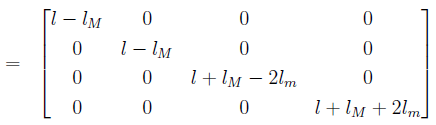 = [ l − l_M 0 0 0
0 l − l_M 0 0
0 0 l + l_M − 2l_m 0
0 0 0 l + l_M + 2l_m ]